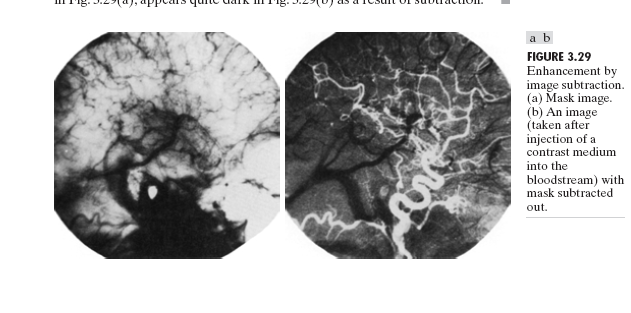 in Fig. 3.29(a), appears quite dark in Fig. 3.29(b) as a result of subtraction.
a b
FIGURE 3.29
Enhancement by
image subtraction.
(a) Mask image.
(b) An image
(taken after
injection of a
contrast medium
into the
bloodstream) with
mask subtracted
out.